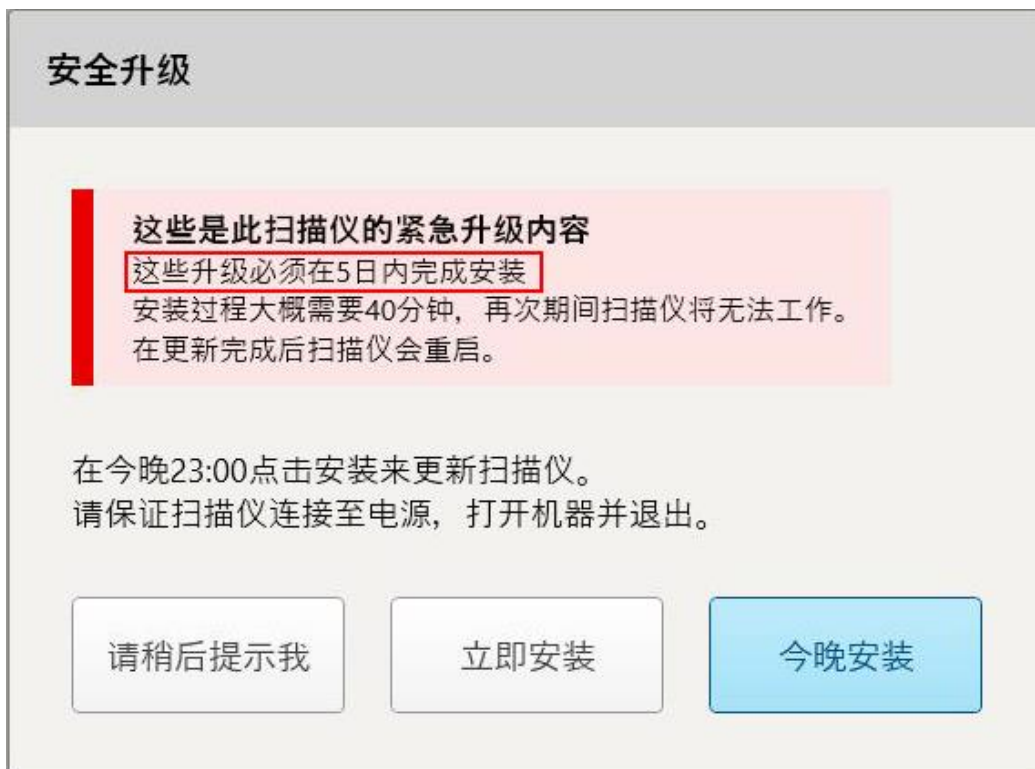 安全升级
这些是此扫描仪的紧急升级内容
这些升级必须在5日内完成安装
安装过程大概需要40分钟，再次期间扫描仪将无法工作。
在更新完成后扫描仪会重启。
在今晚23:00点击安装来更新扫描仪。
请保证扫描仪连接至电源，打开机器并退出。
请稍后提示我
立即安装
今晚安装